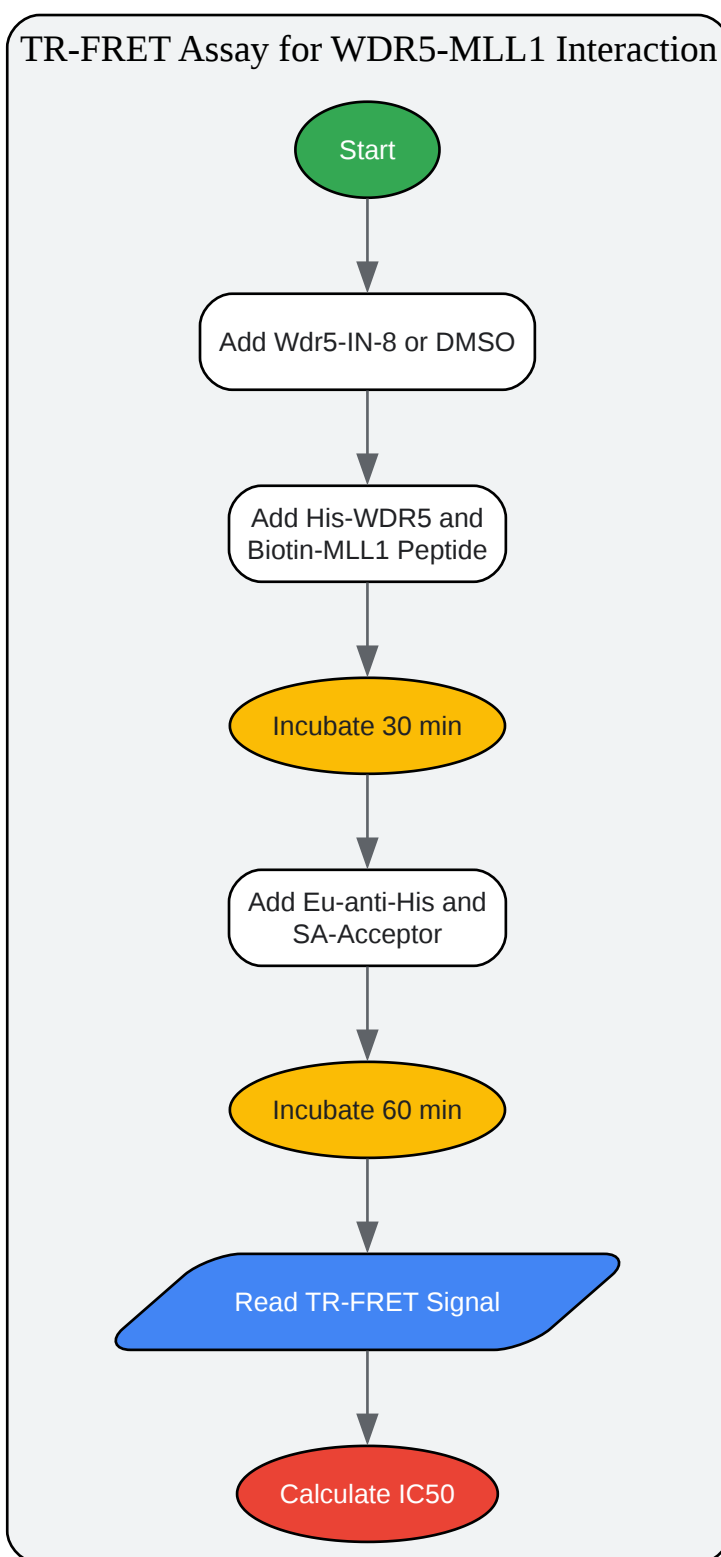 TR-FRET Assay for WDR5-MLL1 Interaction
Start
Add Wdr5-IN-8 or DMSO
Add His-WDR5 and
Biotin-MLL1 Peptide
Incubate 30 min
Add Eu-anti-His and
SA-Acceptor
Incubate 60 min
Read TR-FRET Signal
Calculate IC50